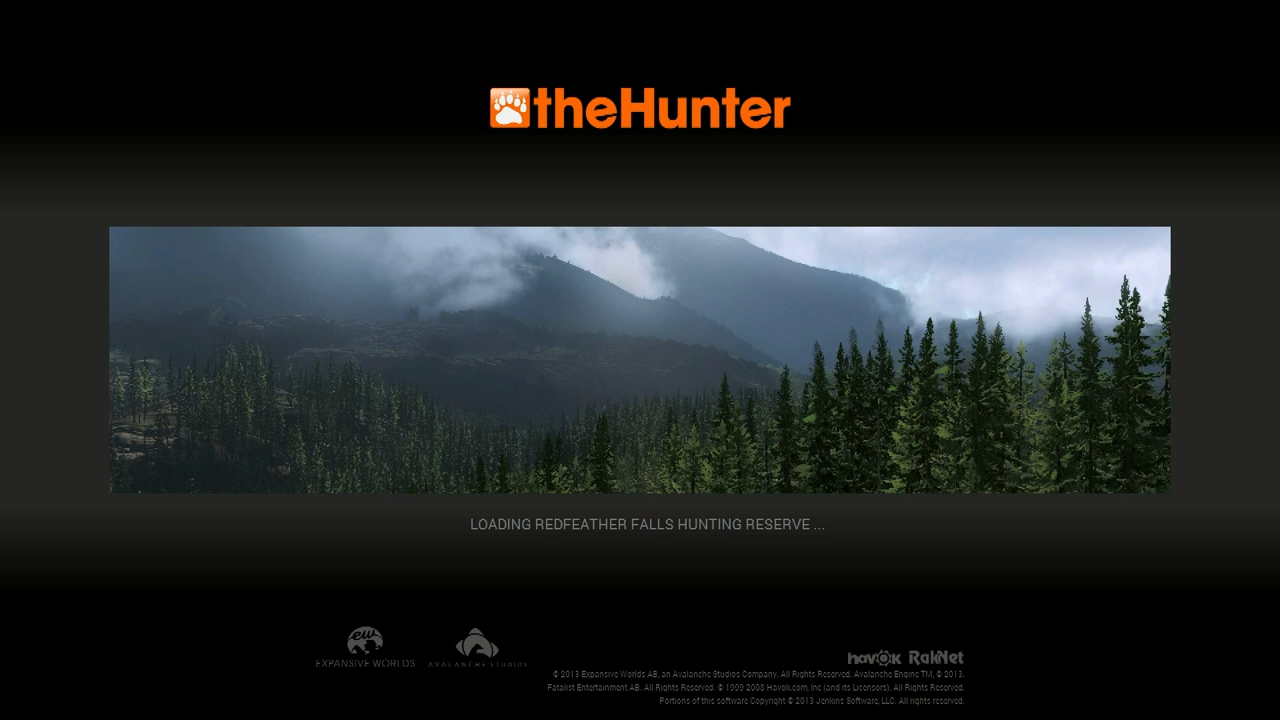 theHunter
LOADING REDFEATHER FALLS HUNTING RESERVE ...
ew
EXPANSIVE WORLDS
AVALANCHE STUDIOS
havok RakNet
© 2013 Expansive Worlds AB, an Avalanche Studios Company. All Rights Reserved. Avalanche Engine TM, © 2013.
Fatalist Entertainment AB. All Rights Reserved. © 1999-2008 Havok.com, Inc (and its Licensors). All Rights Reserved.
Portions of this software Copyright © 2013 Jenkins Software, LLC. All rights reserved.